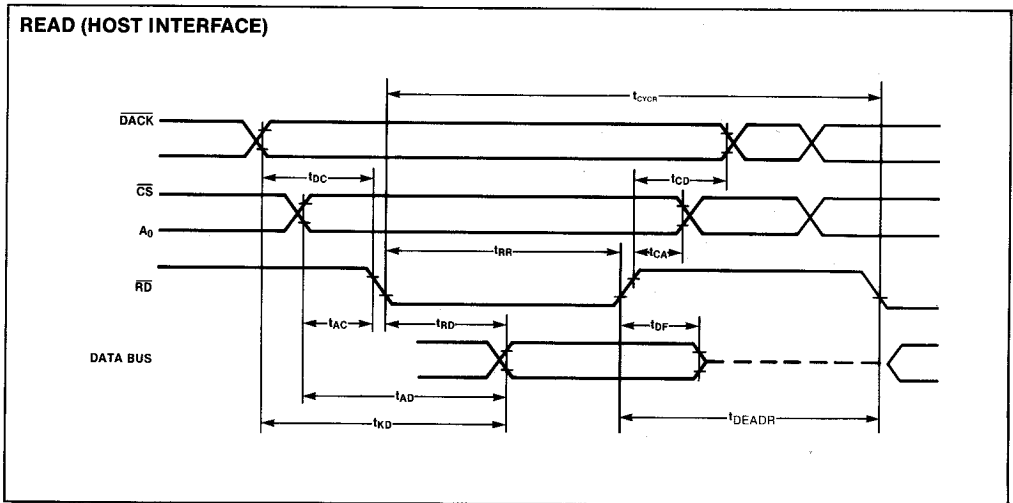 READ (HOST INTERFACE)
tCYCR
DACK
tDC
tCD
CS
A0
tRR
tCA
RD
tAC
tRD
tDF
DATA BUS
tAD
tKD
tDEADR